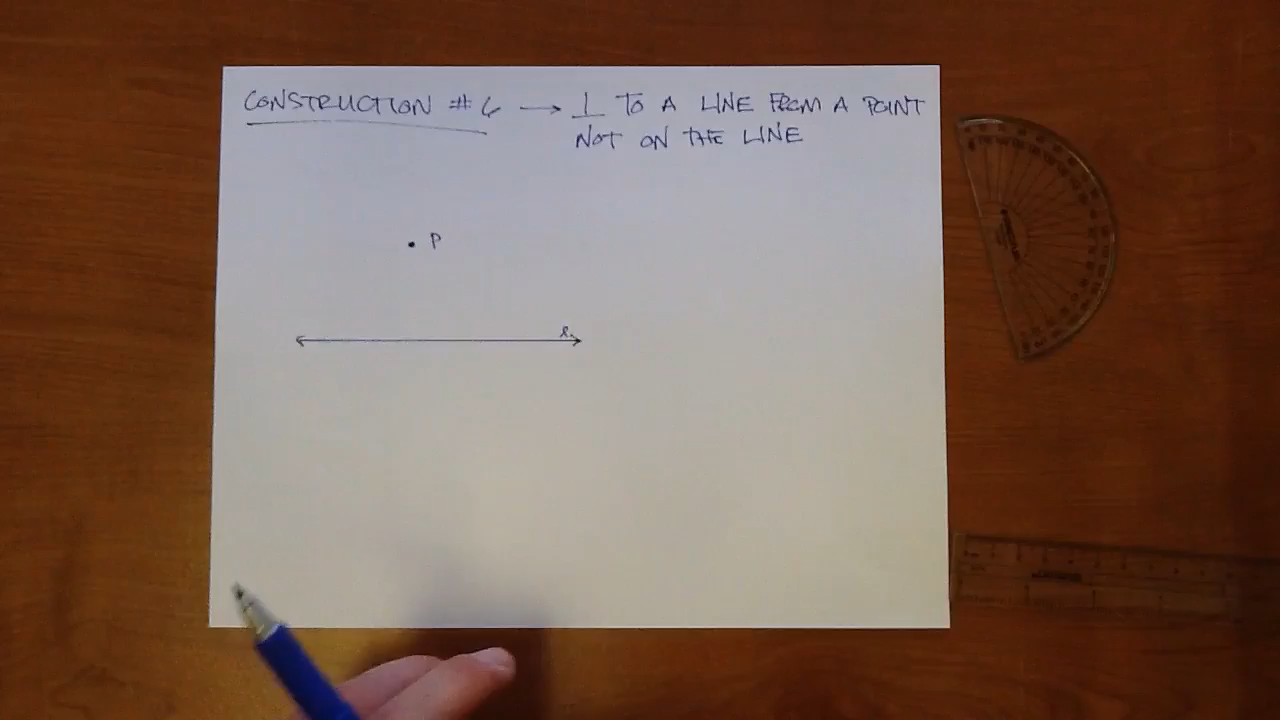 CONSTRUCTION #6 → ⊥ TO A LINE FROM A POINT
NOT ON THE LINE
P
l